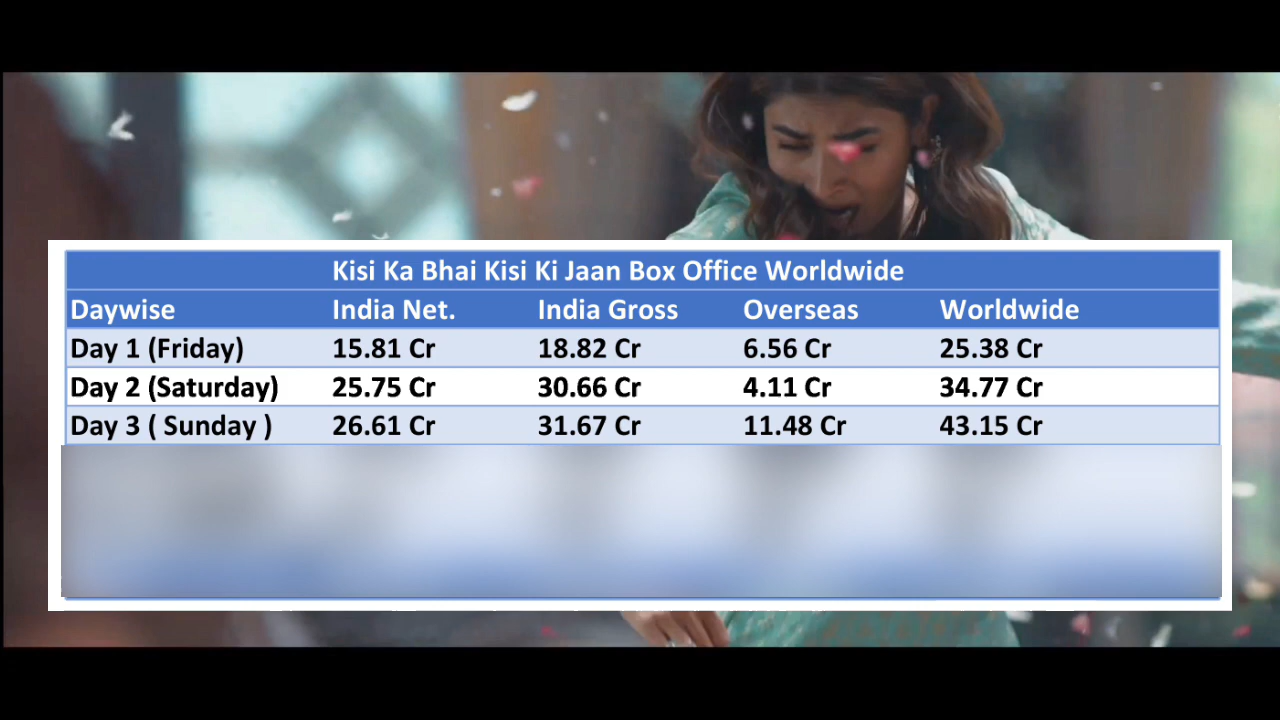 Kisi Ka Bhai Kisi Ki Jaan Box Office Worldwide
Daywise India Net. India Gross Overseas Worldwide
Day 1 (Friday) 15.81 Cr 18.82 Cr 6.56 Cr 25.38 Cr
Day 2 (Saturday) 25.75 Cr 30.66 Cr 4.11 Cr 34.77 Cr
Day 3 ( Sunday ) 26.61 Cr 31.67 Cr 11.48 Cr 43.15 Cr